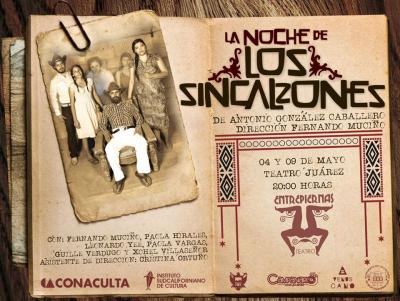 LA NOCHE DE
LOS
SINCALZONES
DE ANTONIO GONZÁLEZ CABALLERO
DIRECCIÓN FERNANDO MUCIÑO
04 Y 09 DE MAYO
TEATRO JUÁREZ
20:00 HORAS
ENTREPIERNAS
TEATRO
CON: FERNANDO MUCIÑO, PAOLA HIRALES,
LEONARDO YEE, PAOLA VARGAS,
GUILLE VERDUGO Y XOHEL VILLASEÑOR
ASISTENTE DE DIRECCIÓN: CRISTINA ORTUÑO
CONACULTA
INSTITUTO
SUDCALIFORNIANO
DE CULTURA